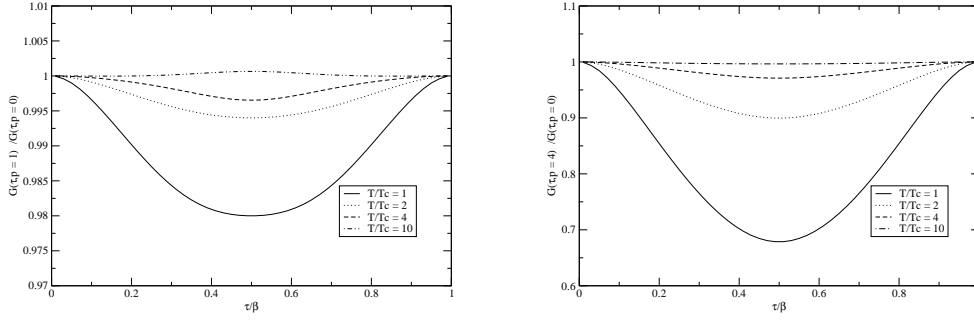 1.01
1.005
1
0.995
0.99
0.985
0.98
0.975
0.97
G(τ,p = 1) /G(τ,p = 0)
0
0.2
0.4
0.6
0.8
1
τ/β
T/Tc = 1
T/Tc = 2
T/Tc = 4
T/Tc = 10
1.1
1
0.9
0.8
0.7
0.6
G(τ,p = 4) /G(τ,p = 0)
0
0.2
0.4
0.6
0.8
1
τ/β
T/Tc = 1
T/Tc = 2
T/Tc = 4
T/Tc = 10